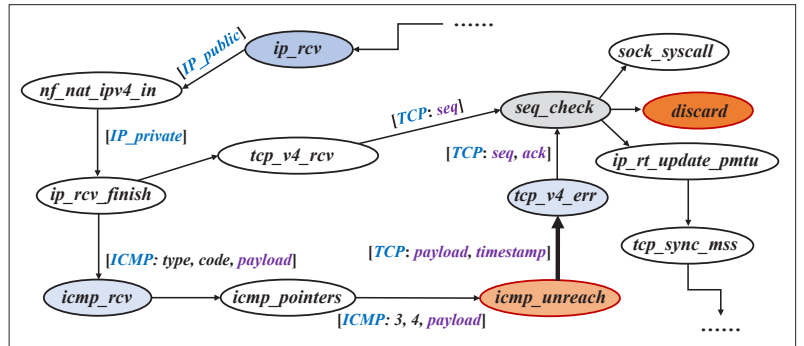 ......
ip_rcv
[IP_public]
sock_syscall
nf_nat_ipv4_in
seq_check
discard
[TCP: seq]
[IP_private]
tcp_v4_rcv
[TCP: seq, ack]
ip_rt_update_pmtu
ip_rcv_finish
tcp_v4_err
[TCP: payload, timestamp]
tcp_sync_mss
[ICMP: type, code, payload]
icmp_rcv
icmp_pointers
icmp_unreach
[ICMP: 3, 4, payload]
......